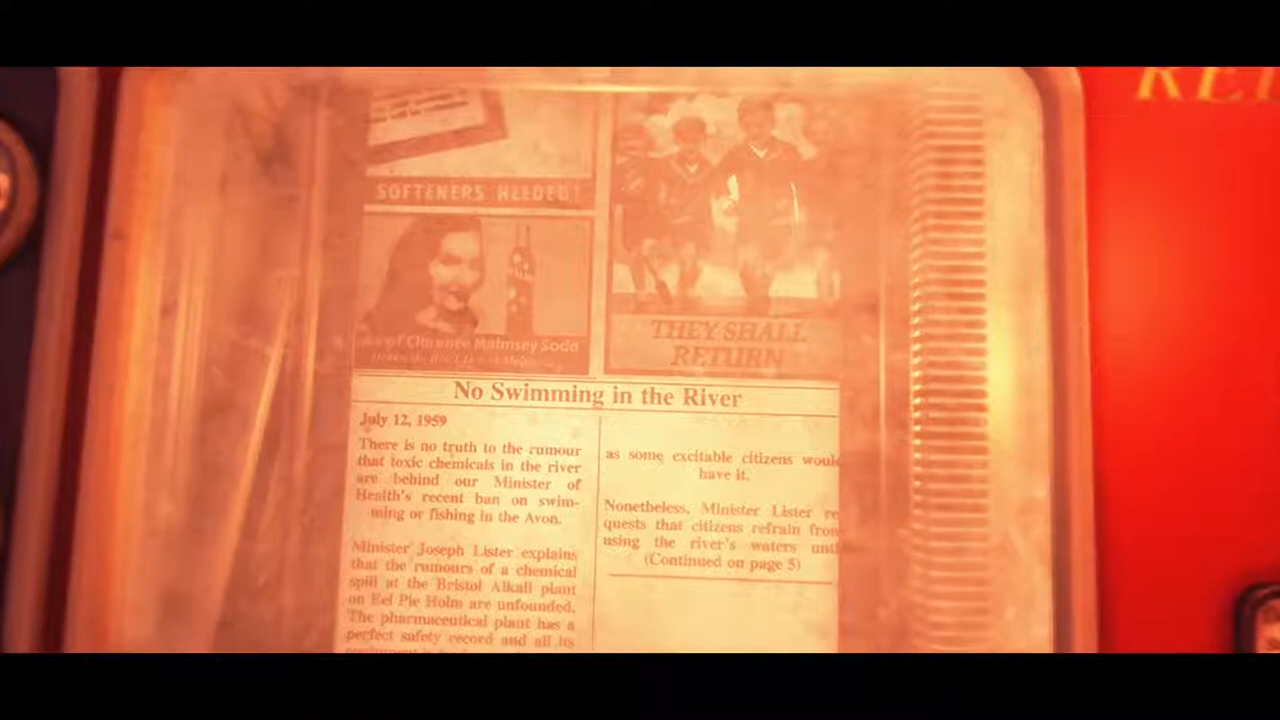 RE
SOFTENERS NEEDED!
Clarence Malmsey Soda
THEY SHALL
RETURN
No Swimming in the River
July 12, 1959
There is no truth to the rumour
that toxic chemicals in the river
are behind our Minister of
Health's recent ban on swim-
ming or fishing in the Avon.
Minister Joseph Lister explains
that the rumours of a chemical
spill at the Bristol Alkali plant
on Eel Pie Holm are unfounded.
The pharmaceutical plant has a
perfect safety record and all its
as some excitable citizens would
have it.
Nonetheless, Minister Lister re
quests that citizens refrain from
using the river's waters until
(Continued on page 5)